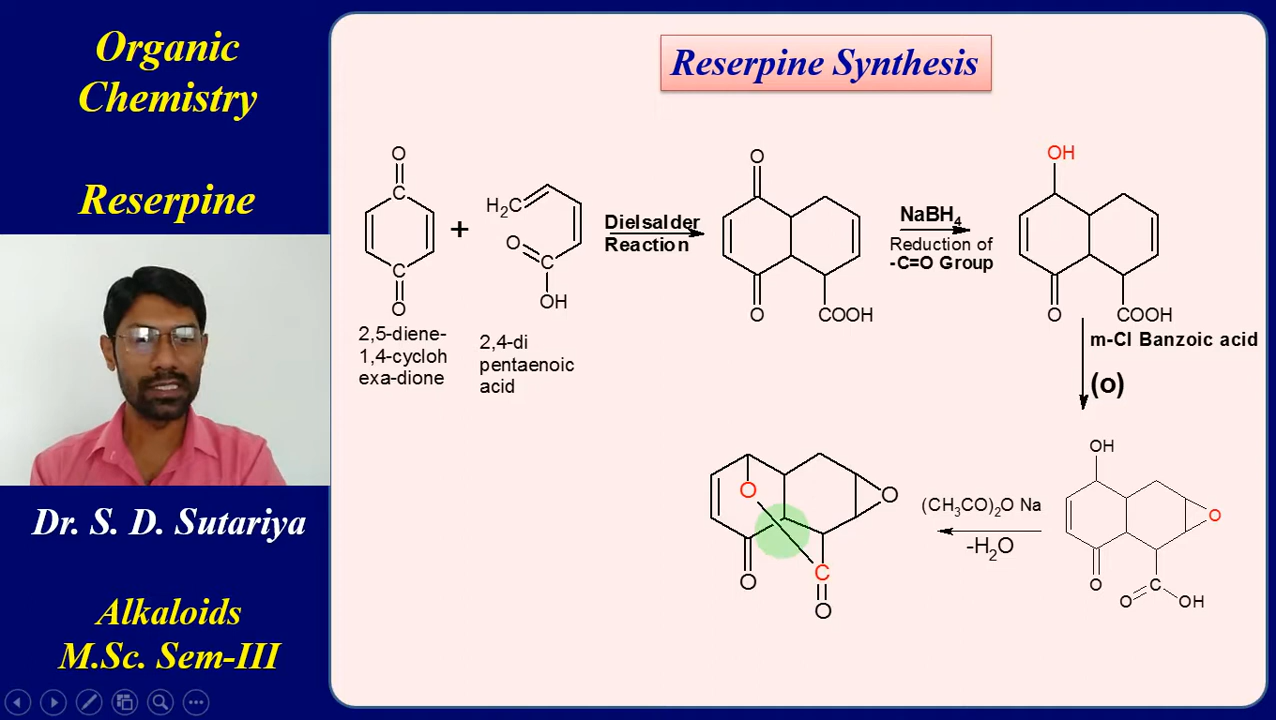 Organic
Chemistry
Reserpine
Dr. S. D. Sutariya
Alkaloids
M.Sc. Sem-III
Reserpine Synthesis
O
C
C
O
2,5-diene-
1,4-cycloh
exa-dione
+
H2C
O
C
OH
2,4-di
pentaenoic
acid
Dielsalder
Reaction
O
O
COOH
NaBH4
Reduction of
-C=O Group
OH
O
COOH
m-Cl Banzoic acid
(o)
OH
O
O
C
O
OH
(CH3CO)2O Na
-H2O
O
O
O
C
O